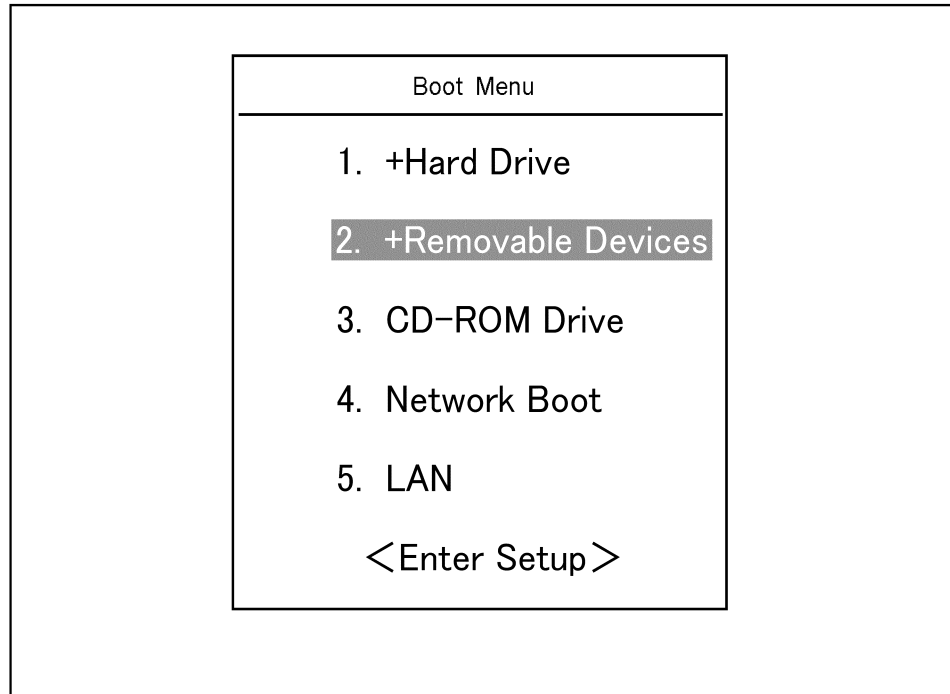 Boot Menu
1. +Hard Drive
2. +Removable Devices
3. CD-ROM Drive
4. Network Boot
5. LAN
<Enter Setup>